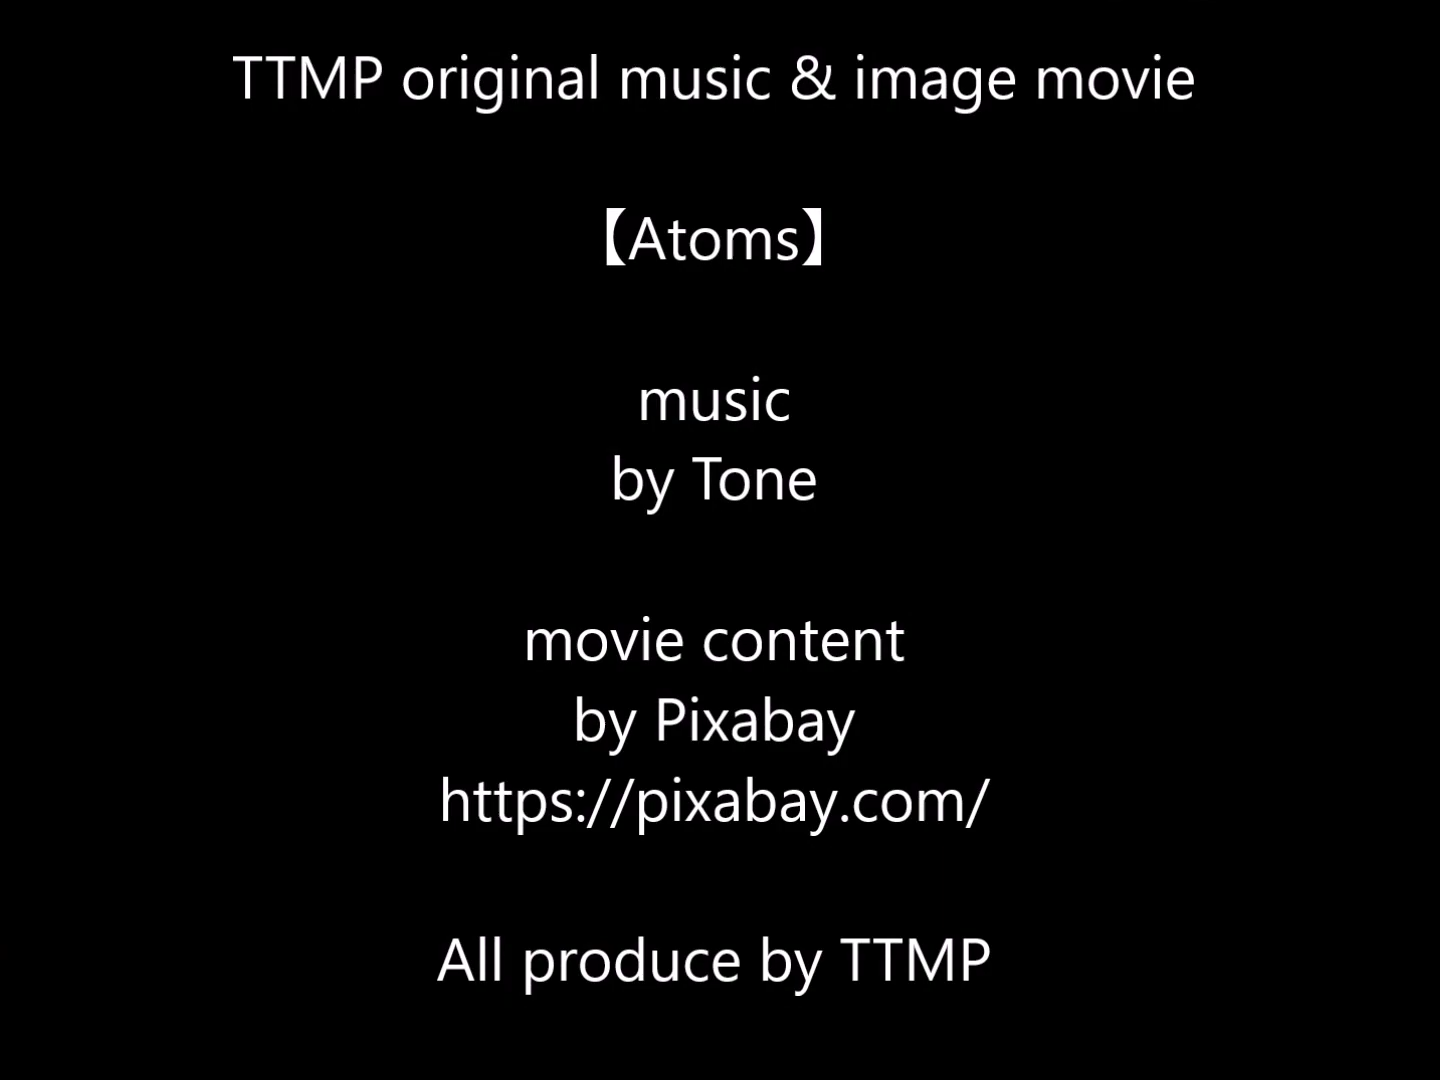 TTMP original music & image movie
【Atoms】
music
by Tone
movie content
by Pixabay
https://pixabay.com/
All produce by TTMP